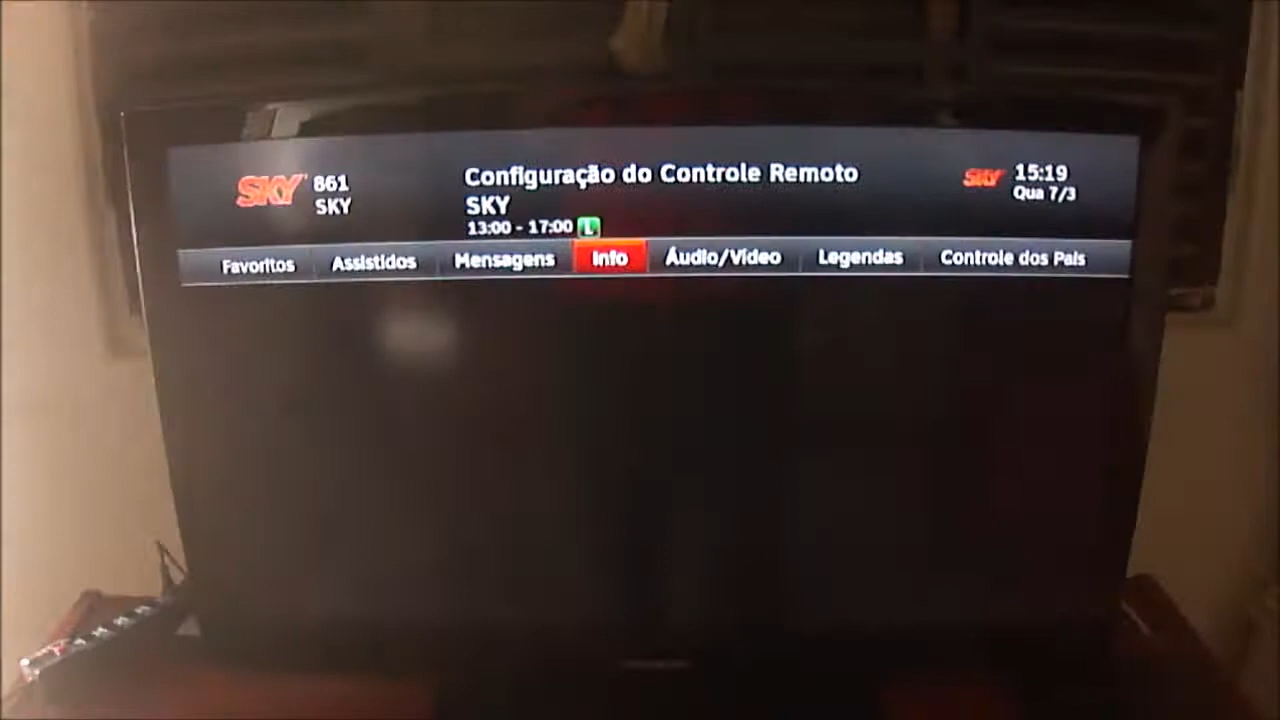 SKY 861
SKY
Configuração do Controle Remoto
SKY
13:00 - 17:00 L
SKY 15:19
Qua 7/3
Favoritos Assistidos Mensagens Info Áudio/Vídeo Legendas Controle dos Pais